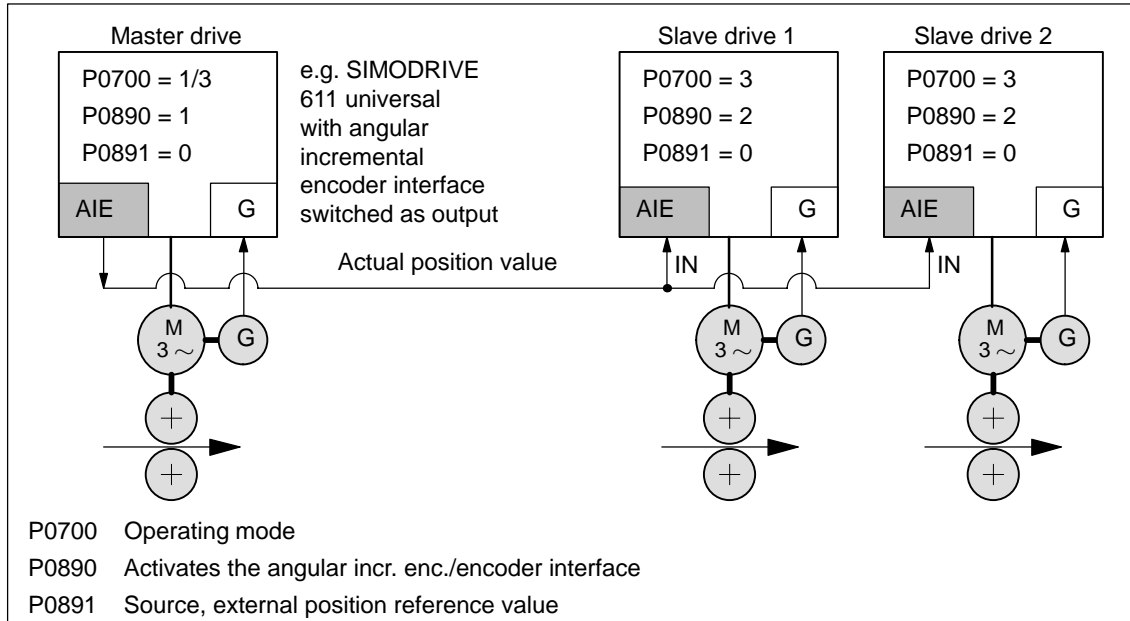 Master drive
P0700 = 1/3
P0890 = 1
P0891 = 0
AIE
G
e.g. SIMODRIVE
611 universal
with angular
incremental
encoder interface
switched as output
Slave drive 1
P0700 = 3
P0890 = 2
P0891 = 0
AIE
G
Slave drive 2
P0700 = 3
P0890 = 2
P0891 = 0
AIE
G
Actual position value
IN
IN
M
3 ~
G
M
3 ~
G
M
3 ~
G
P0700 Operating mode
P0890 Activates the angular incr. enc./encoder interface
P0891 Source, external position reference value